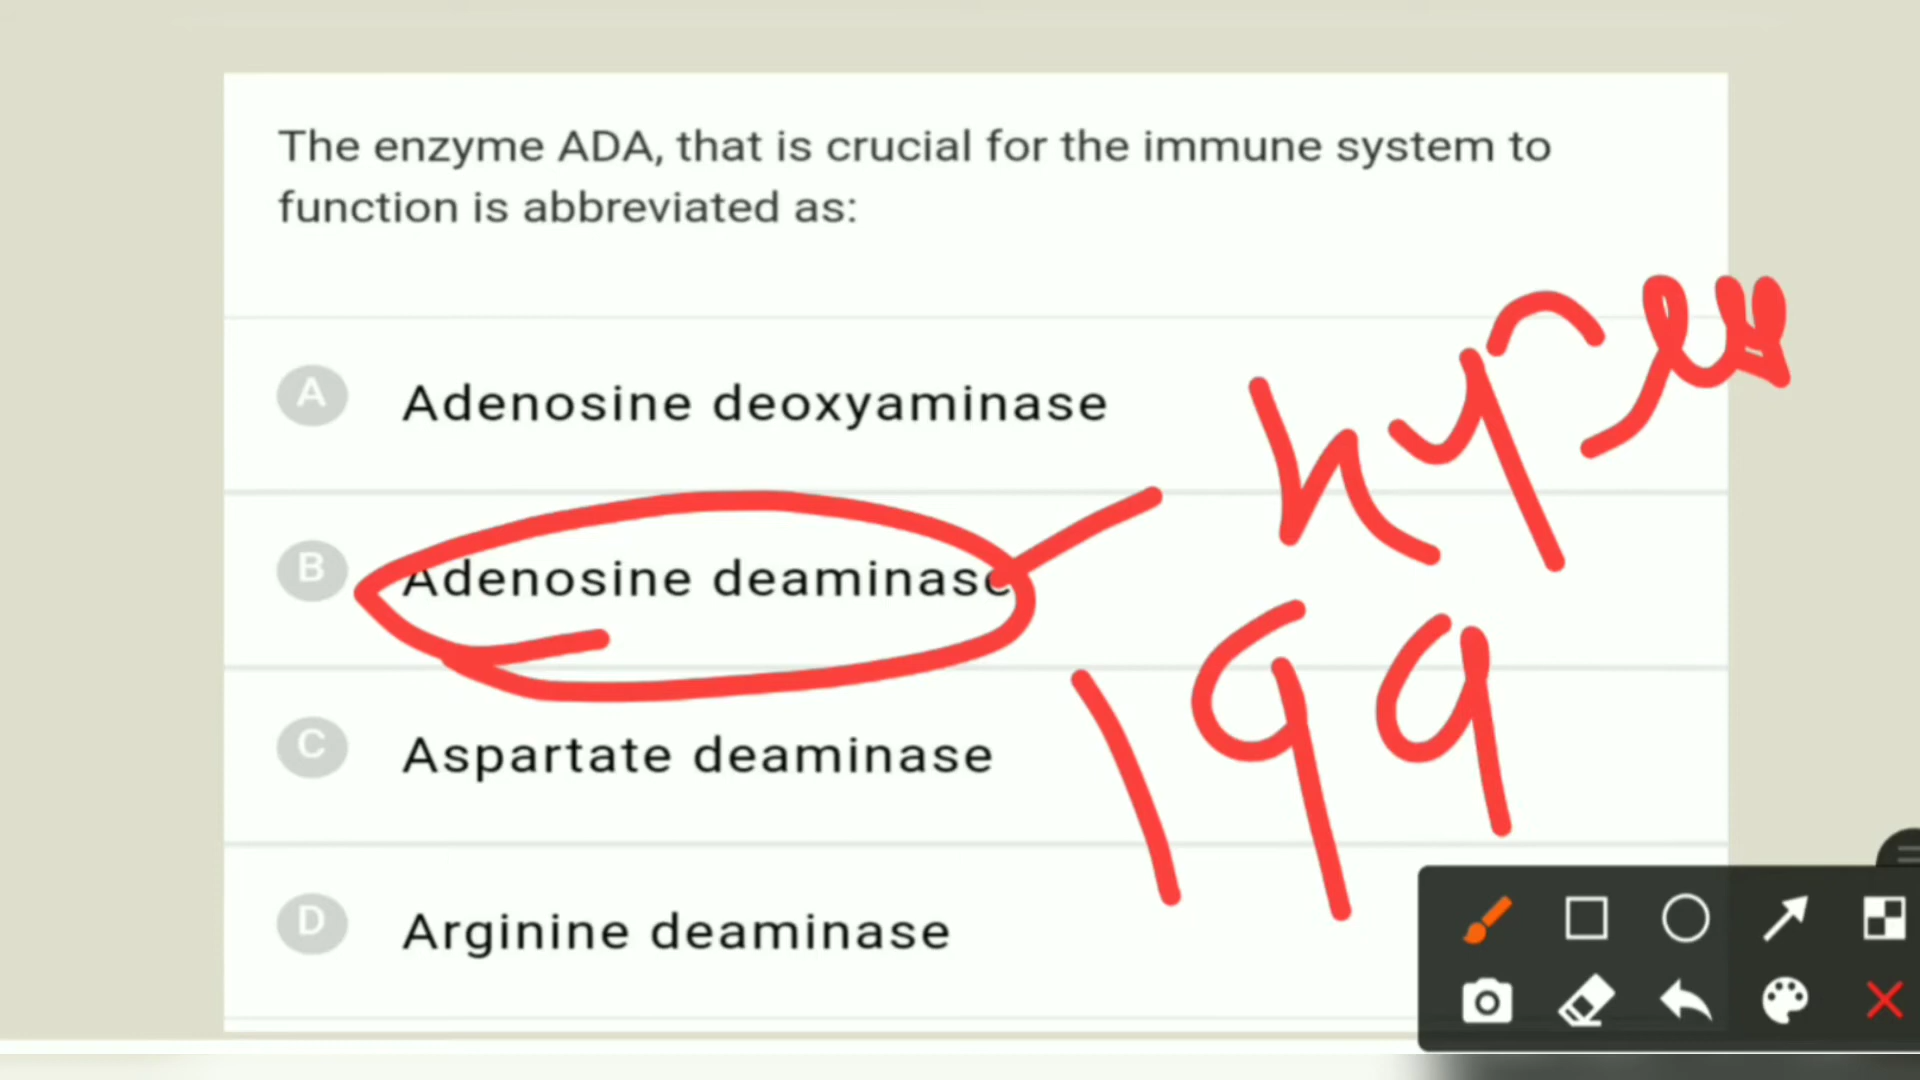 The enzyme ADA, that is crucial for the immune system to
function is abbreviated as:
A Adenosine deoxyaminase
B Adenosine deaminase
C Aspartate deaminase
D Arginine deaminase
199